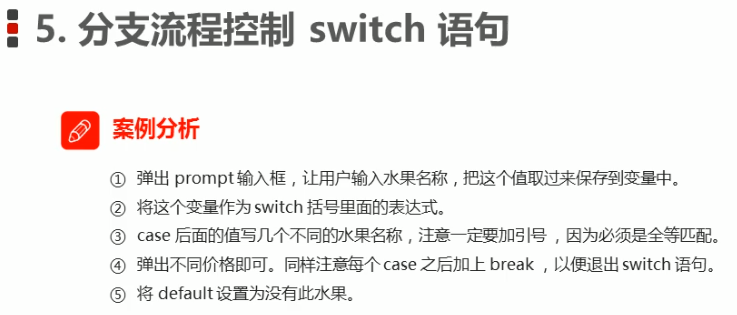 5. 分支流程控制 switch 语句
案例分析
① 弹出 prompt 输入框，让用户输入水果名称，把这个值取过来保存到变量中。
② 将这个变量作为 switch 括号里面的表达式。
③ case 后面的值写几个不同的水果名称，注意一定要加引号 ，因为必须是全等匹配。
④ 弹出不同价格即可。同样注意每个 case 之后加上 break ，以便退出 switch 语句。
⑤ 将 default 设置为没有此水果。